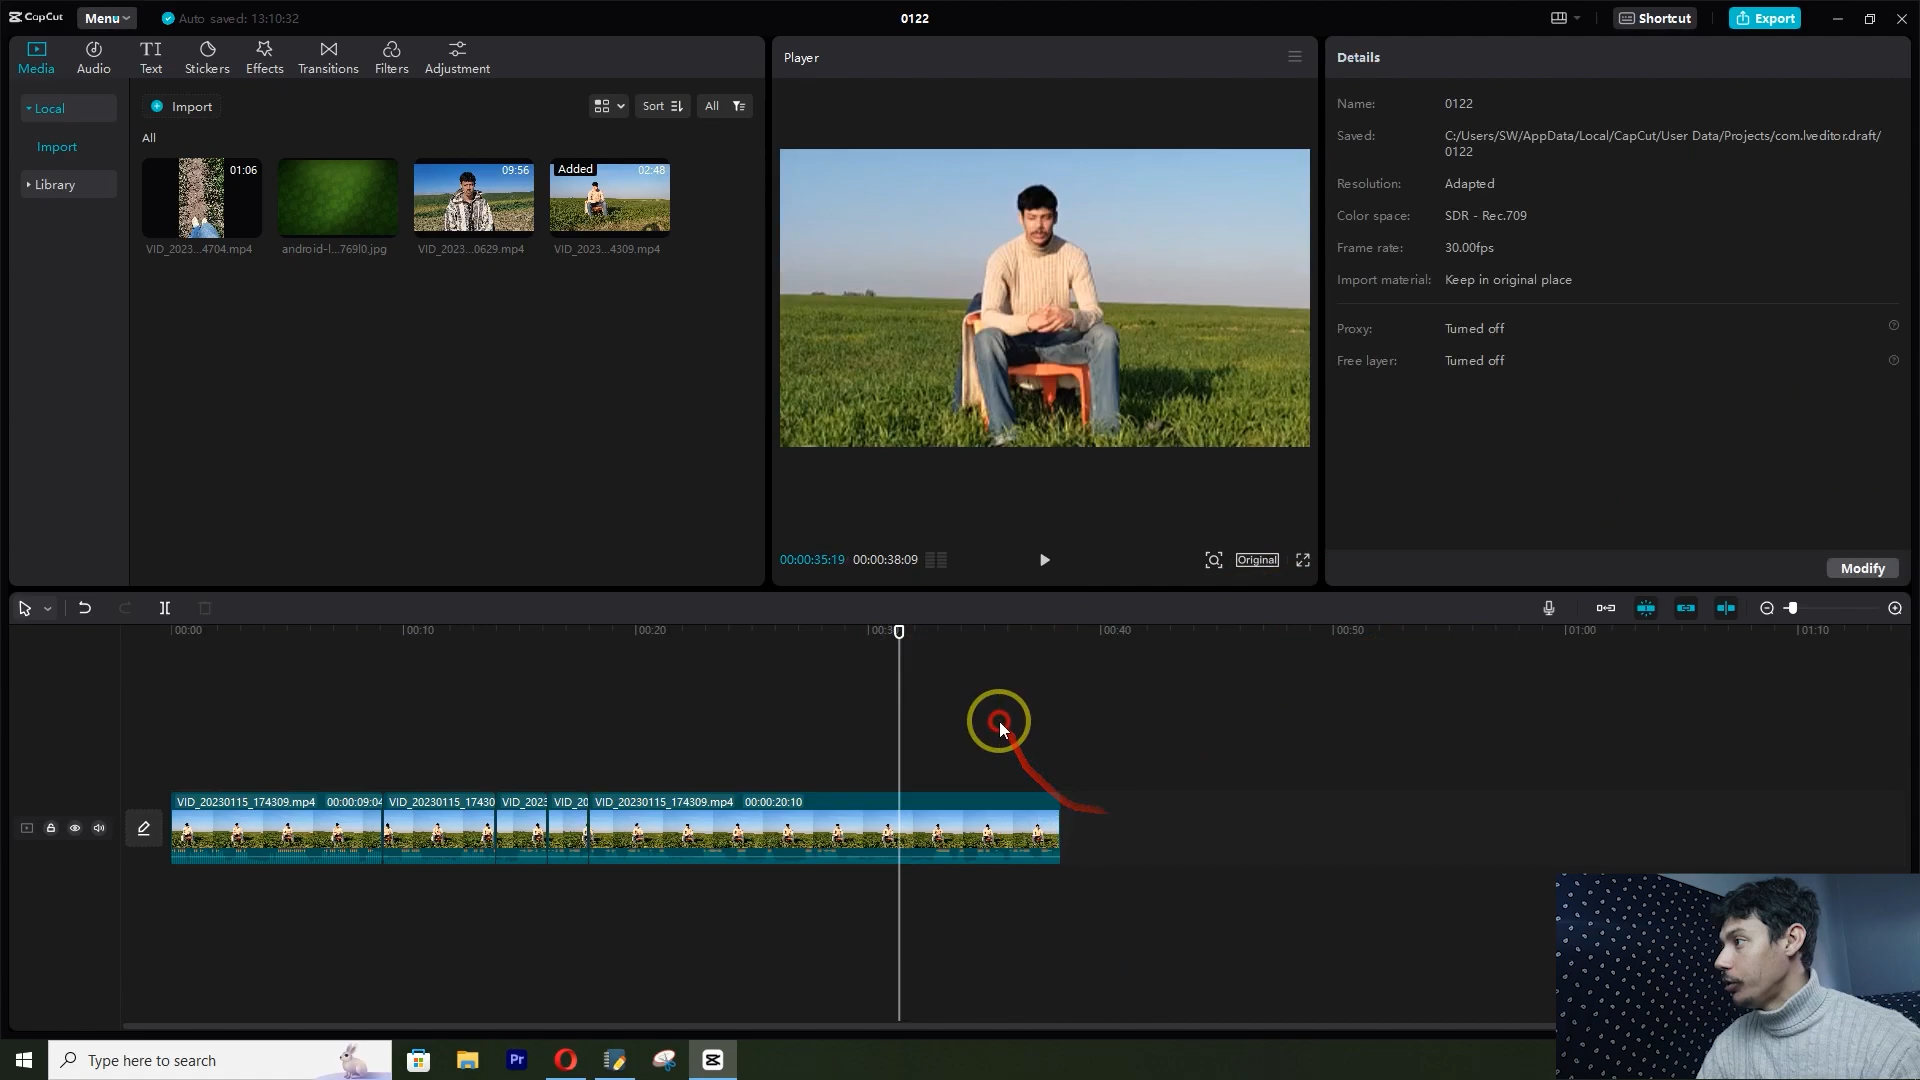 CapCut
Menu
Auto saved: 13:10:32
0122
Shortcut
Export
Media
Audio
TI
Text
Stickers
Effects
Transitions
Filters
Adjustment
Local
Import
Library
Import
Sort
All
All
01:06
VID_2023...4704.mp4
android-l...769l0.jpg
09:56
VID_2023...0629.mp4
Added
02:48
VID_2023...4309.mp4
Player
00:00:35:19
00:00:38:09
Original
Details
Name:
0122
Saved:
C:/Users/SW/AppData/Local/CapCut/User Data/Projects/com.lveditor.draft/
0122
Resolution:
Adapted
Color space:
SDR - Rec.709
Frame rate:
30.00fps
Import material:
Keep in original place
Proxy:
Turned off
Free layer:
Turned off
Modify
00:00
00:10
00:20
00:3
00:40
00:50
01:00
01:10
VID_20230115_174309.mp4
00:00:09:04
VID_20230115_17430
VID_2023
VID_20
VID_20230115_174309.mp4
00:00:20:10
Type here to search
Pr